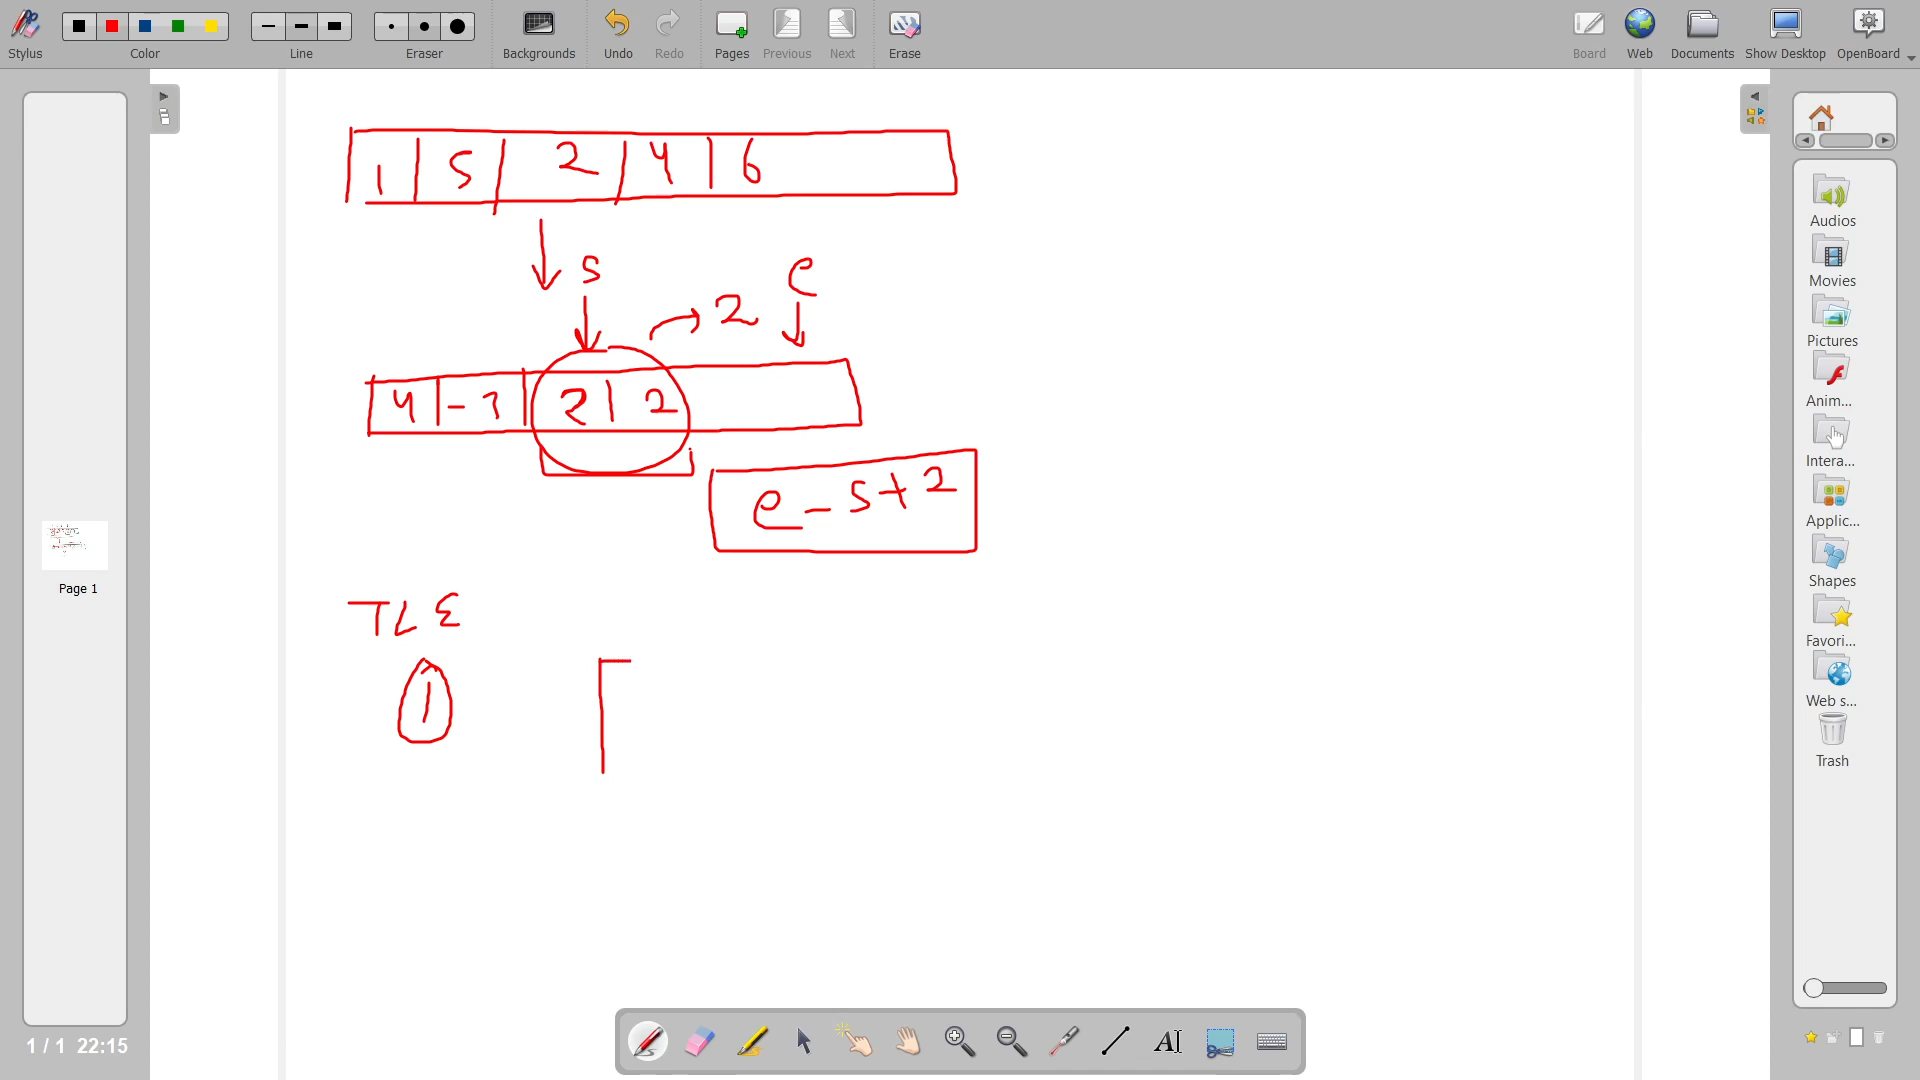 Stylus Color Line Eraser Backgrounds Undo Redo Pages Previous Next Erase Board Web Documents Show Desktop OpenBoard
1 5 2 4 6
s e
2
4 -3 2 2
e-s+2
TLE
1
Page 1
1 / 1 22:15
Audios
Movies
Pictures
Anim...
Intera...
Applic...
Shapes
Favori...
Web s...
Trash